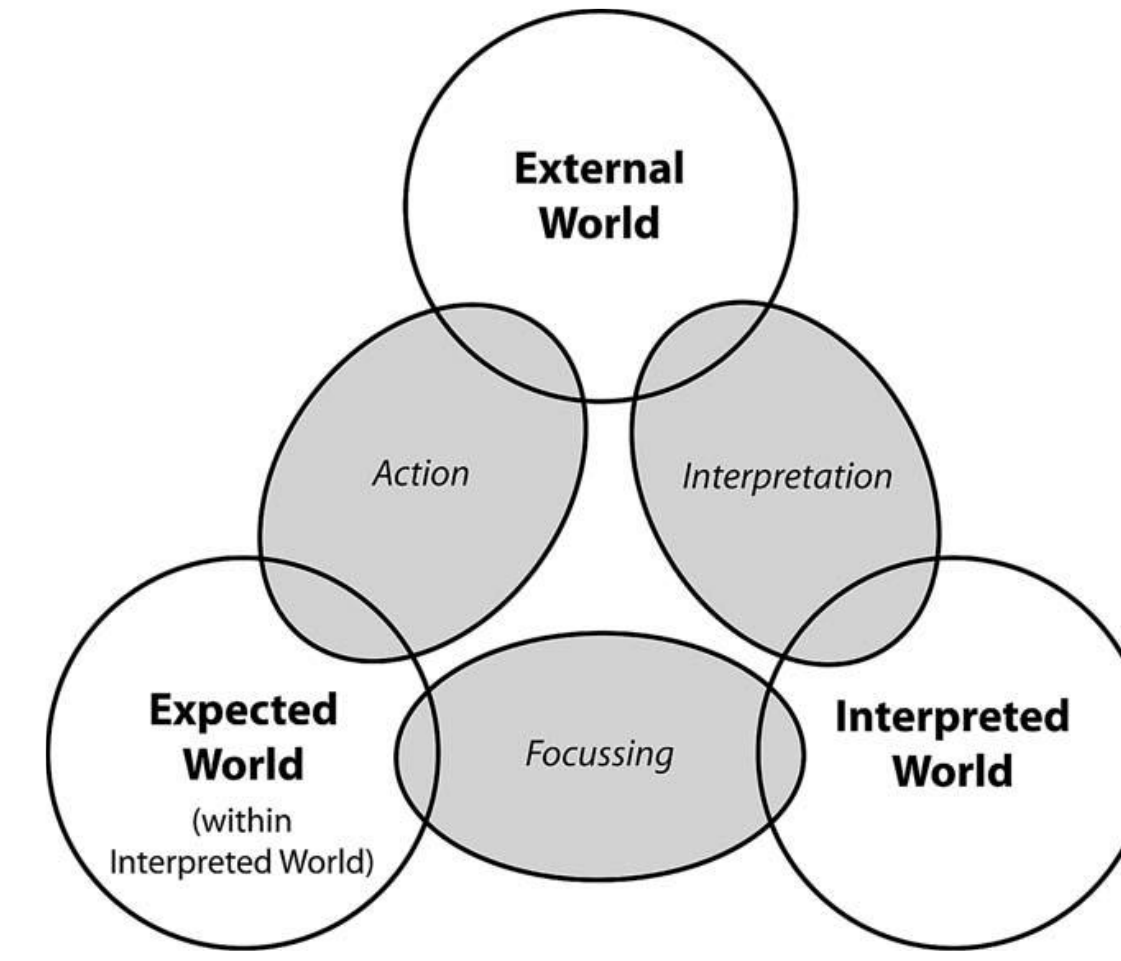 External
World
Action
Interpretation
Expected
World
(within
Interpreted World)
Focussing
Interpreted
World